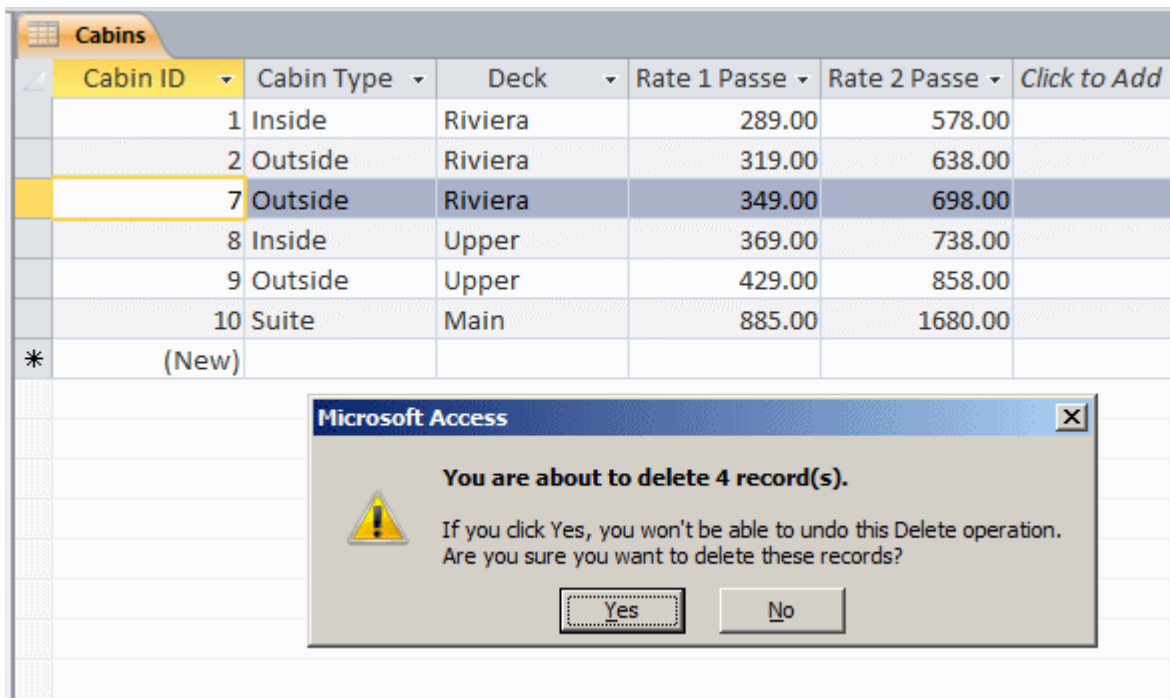 Cabins
Cabin ID Cabin Type Deck Rate 1 Passe Rate 2 Passe Click to Add
1 Inside Riviera 289.00 578.00
2 Outside Riviera 319.00 638.00
7 Outside Riviera 349.00 698.00
8 Inside Upper 369.00 738.00
9 Outside Upper 429.00 858.00
10 Suite Main 885.00 1680.00
(New)
Microsoft Access
You are about to delete 4 record(s).
If you click Yes, you won't be able to undo this Delete operation.
Are you sure you want to delete these records?
Yes No